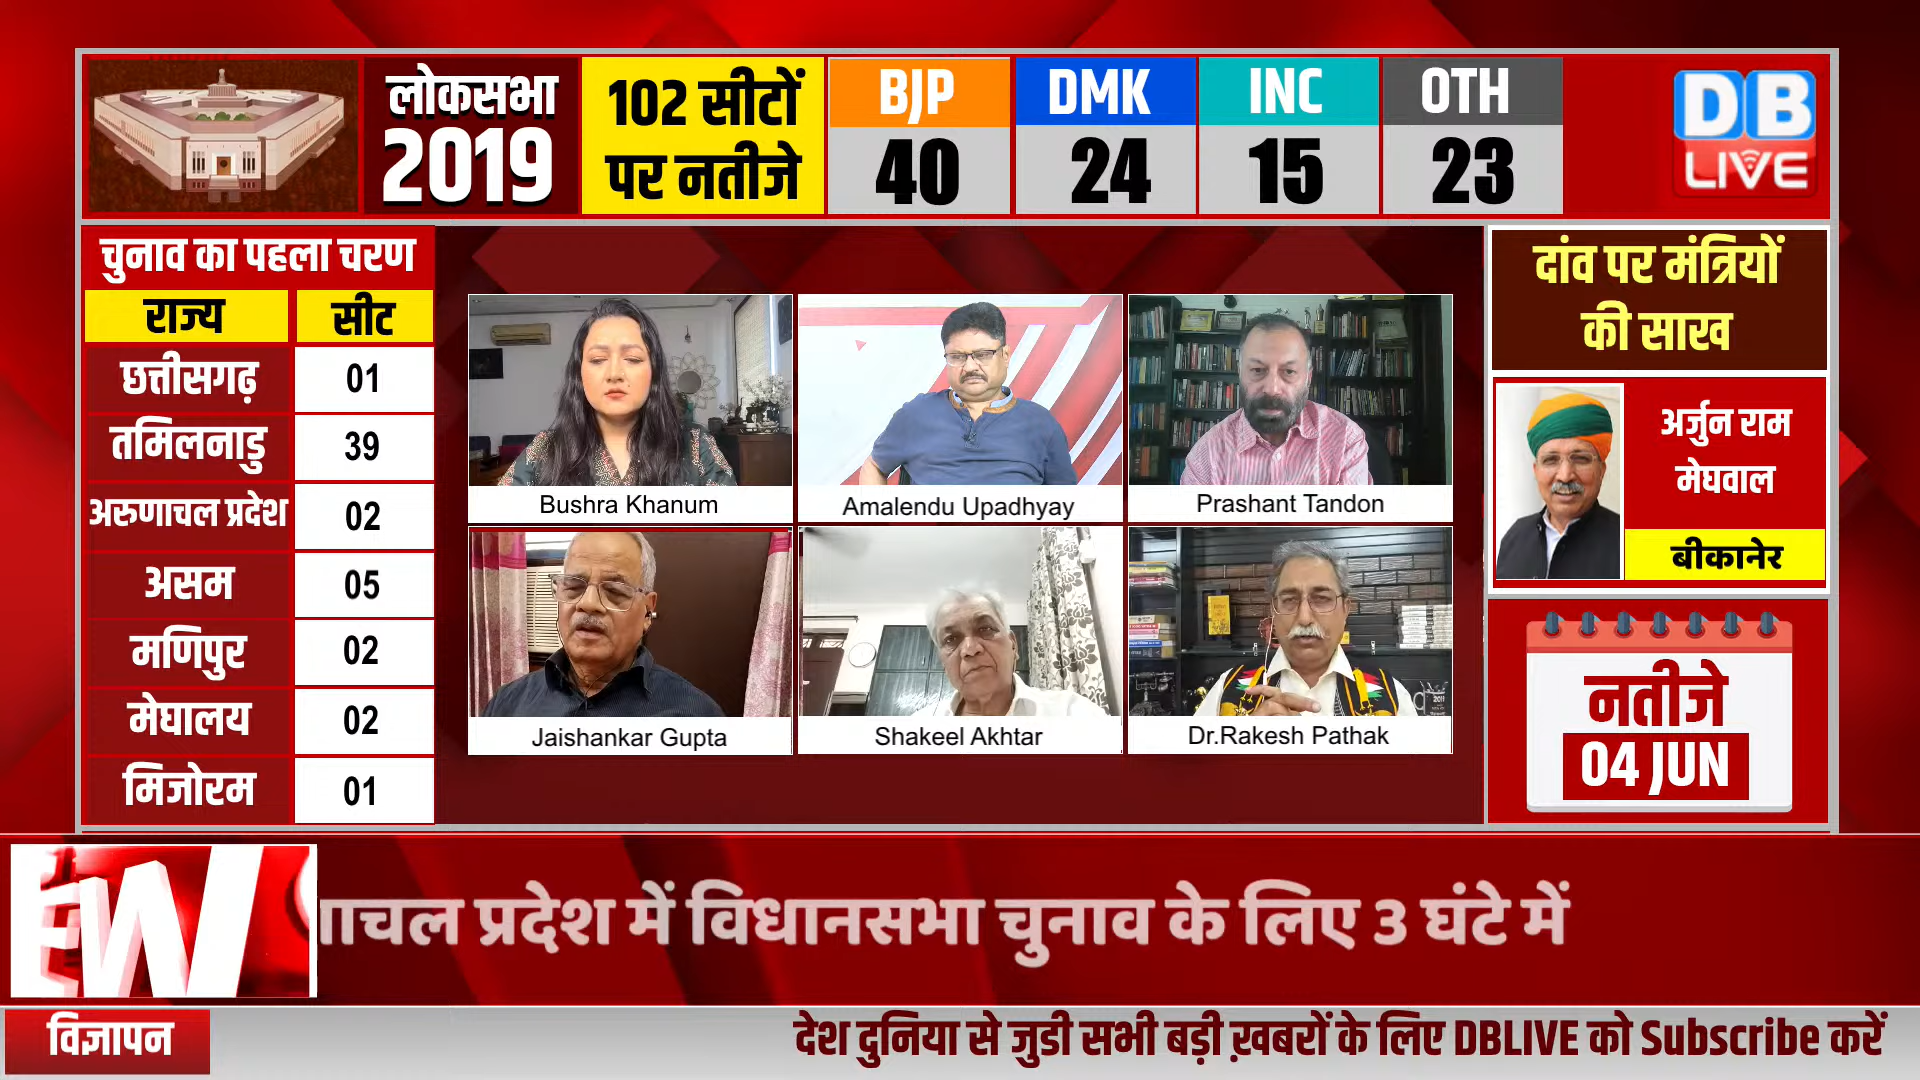 लोकसभा
2019
102 सीटों
पर नतीजे
BJP
40
DMK
24
INC
15
OTH
23
DB
LIVE
चुनाव का पहला चरण
राज्य सीट
छत्तीसगढ़ 01
तमिलनाडु 39
अरुणाचल प्रदेश 02
असम 05
मणिपुर 02
मेघालय 02
मिजोरम 01
Bushra Khanum
Amalendu Upadhyay
Prashant Tandon
Jaishankar Gupta
Shakeel Akhtar
Dr.Rakesh Pathak
2011
दांव पर मंत्रियों
की साख
अर्जुन राम
मेघवाल
बीकानेर
नतीजे
04 JUN
EW
ाचल प्रदेश में विधानसभा चुनाव के लिए 3 घंटे में
विज्ञापन
देश दुनिया से जुडी सभी बड़ी ख़बरों के लिए DBLIVE को Subscribe करें